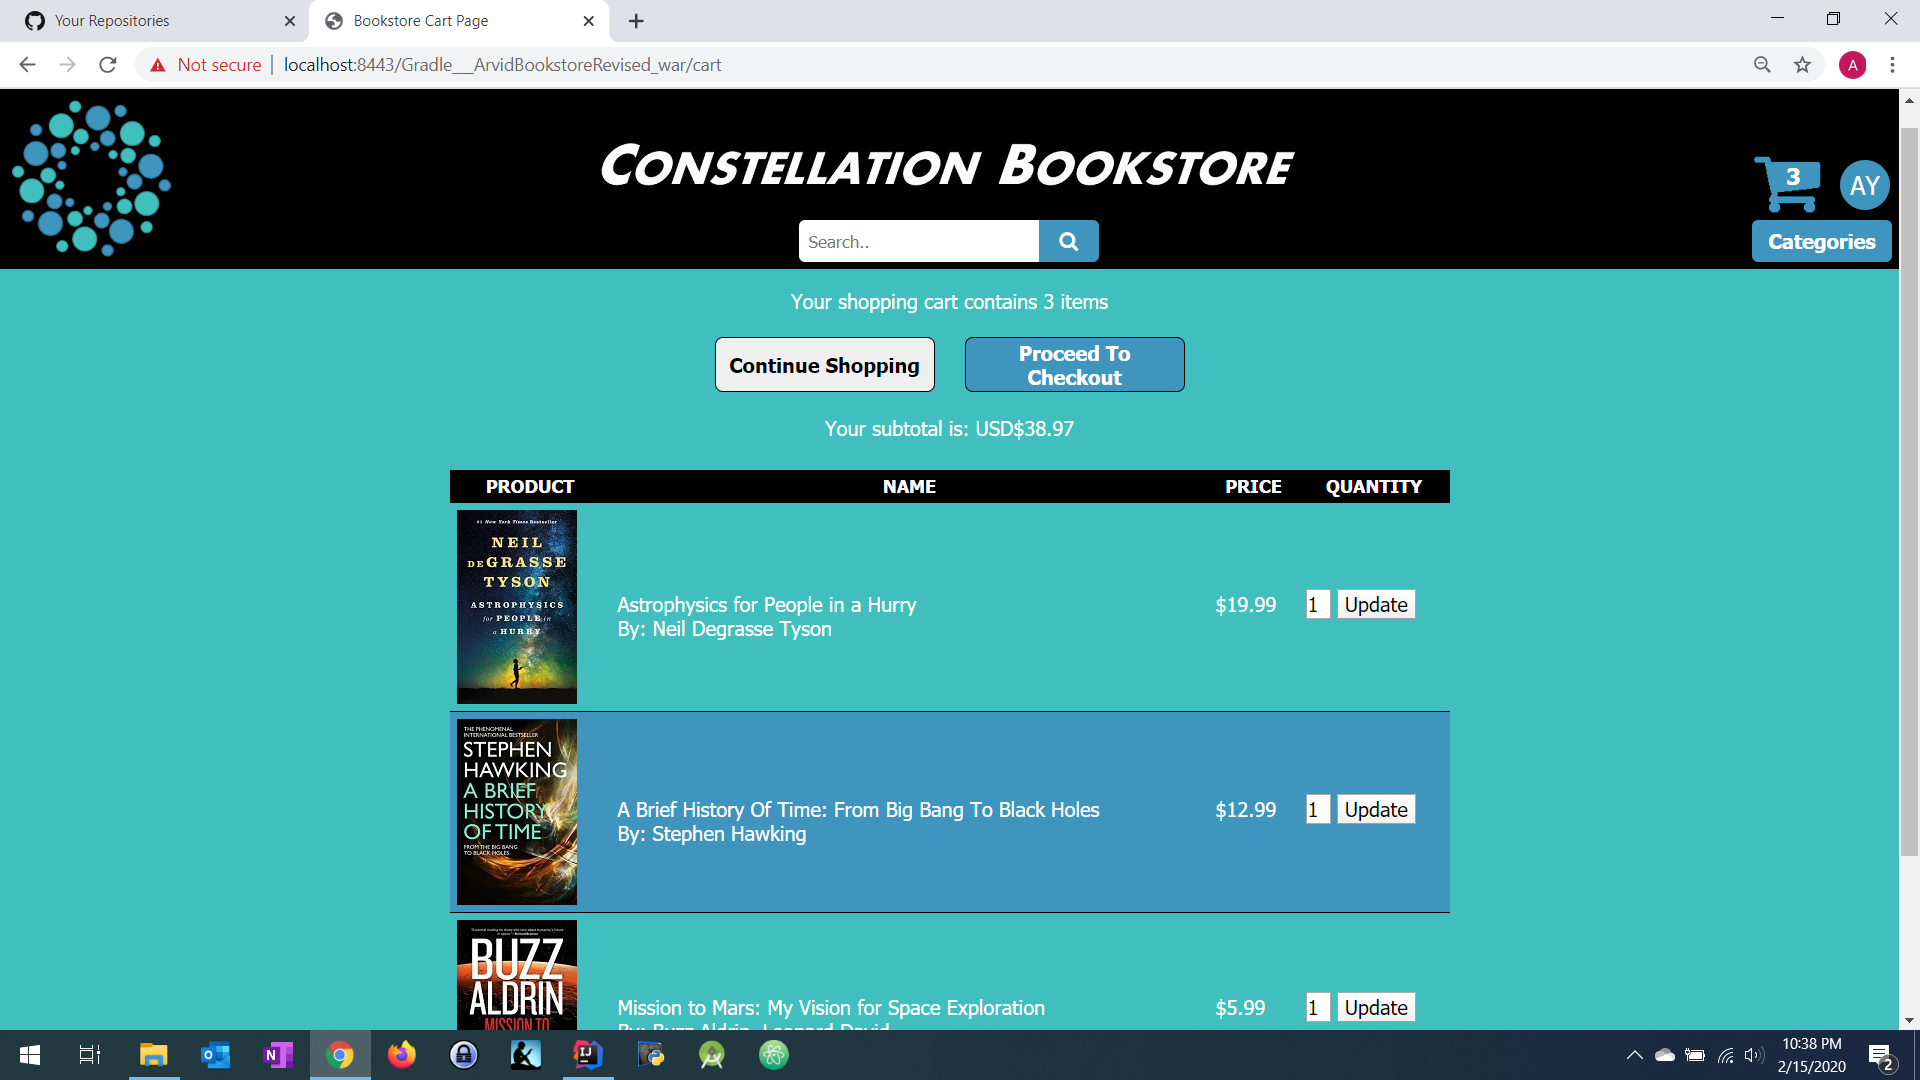 Your Repositories
Bookstore Cart Page
Not secure
localhost:8443/Gradle___ArvidBookstoreRevised_war/cart
A
CONSTELLATION BOOKSTORE
3
AY
Search..
Categories
Your shopping cart contains 3 items
Continue Shopping
Proceed To
Checkout
Your subtotal is: USD$38.97
PRODUCT NAME PRICE QUANTITY
#1 New York Times Bestseller
NEIL
DEGRASSE
TYSON
ASTROPHYSICS
for PEOPLE in
a HURRY
Astrophysics for People in a Hurry
By: Neil Degrasse Tyson
$19.99
1 Update
THE PHENOMENAL
INTERNATIONAL BESTSELLER
STEPHEN
HAWKING
A BRIEF
HISTORY
OF TIME
FROM THE BIG BANG
TO BLACK HOLES
A Brief History Of Time: From Big Bang To Black Holes
By: Stephen Hawking
$12.99
1 Update
BUZZ
ALDRIN
MISSION TO
Mission to Mars: My Vision for Space Exploration
By: Buzz Aldrin, Leonard David
$5.99
1 Update
10:38 PM
2/15/2020
2